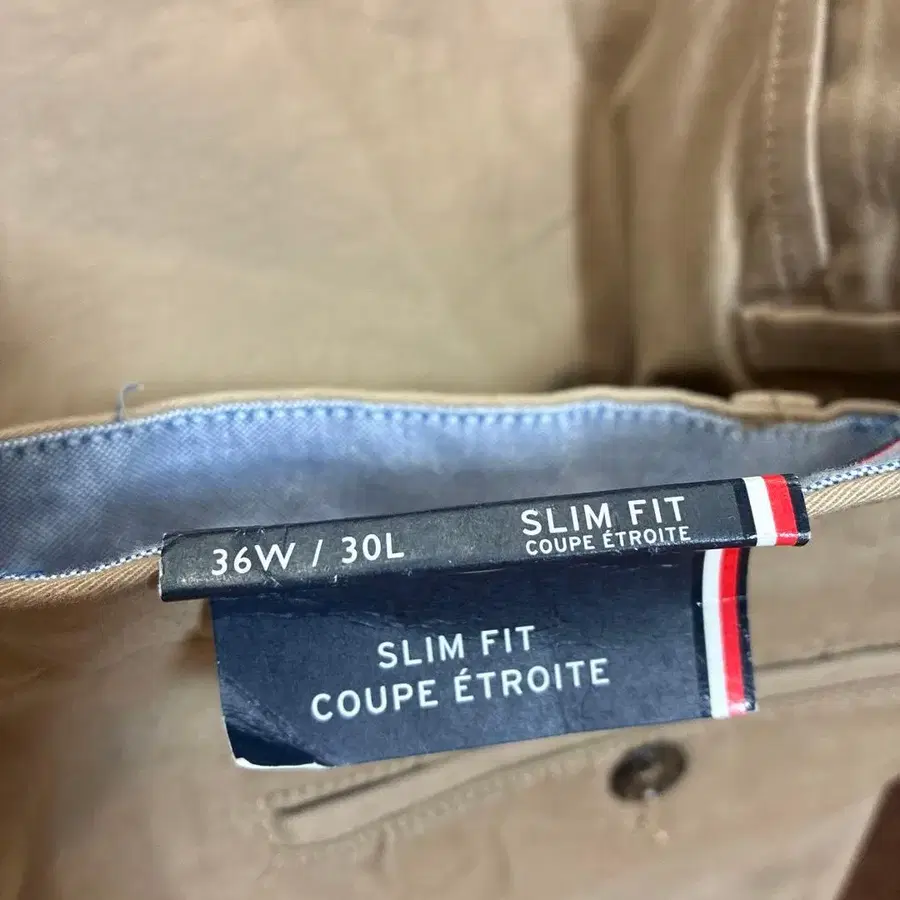 36W / 30L
SLIM FIT
COUPE ÉTROITE
SLIM FIT
COUPE ÉTROITE